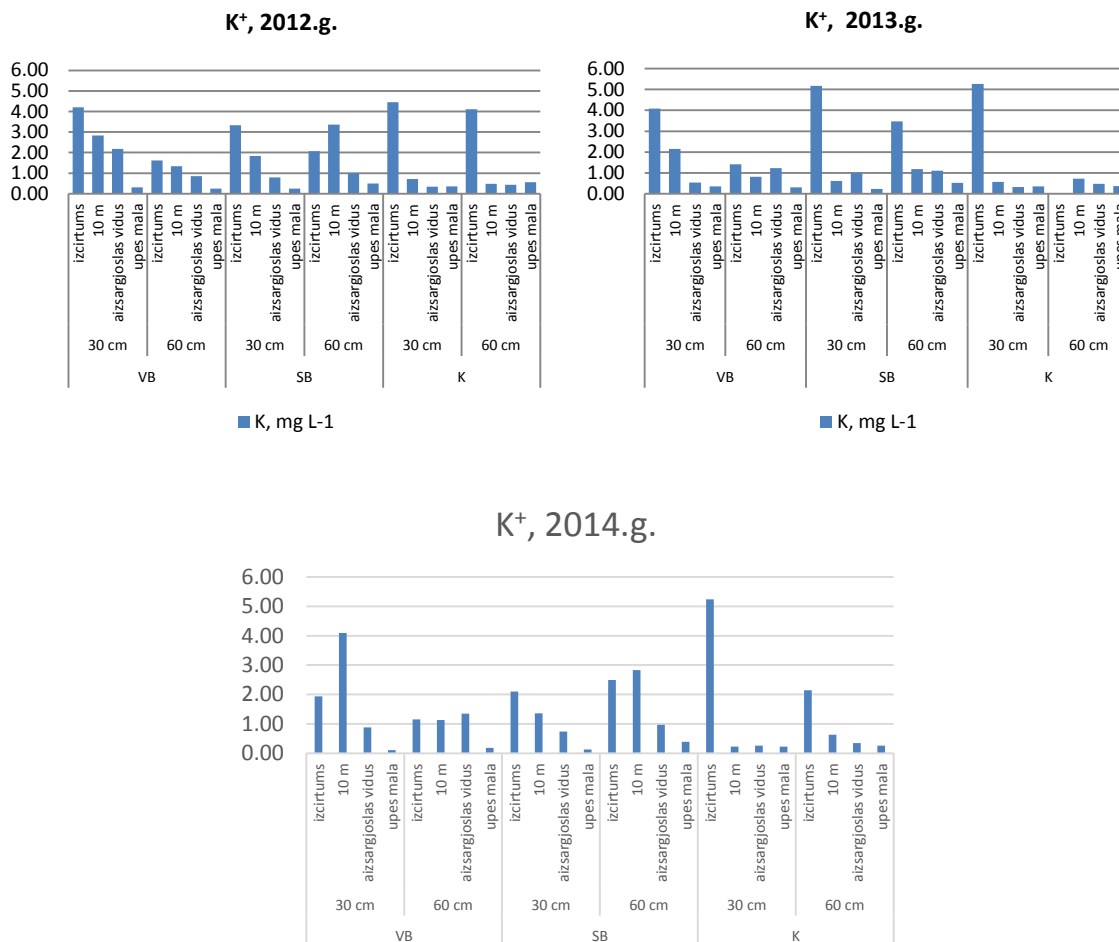 K⁺, 2012.g.
6.00
5.00
4.00
3.00
2.00
1.00
0.00
izcirtums
10 m
aizsargjoslas vidus
upes mala
izcirtums
10 m
aizsargjoslas vidus
upes mala
izcirtums
10 m
aizsargjoslas vidus
upes mala
izcirtums
10 m
aizsargjoslas vidus
upes mala
izcirtums
10 m
aizsargjoslas vidus
upes mala
izcirtums
10 m
aizsargjoslas vidus
upes mala
30 cm 60 cm 30 cm 60 cm 30 cm 60 cm
VB SB K
K, mg L-1
K⁺, 2013.g.
6.00
5.00
4.00
3.00
2.00
1.00
0.00
izcirtums
10 m
aizsargjoslas vidus
upes mala
izcirtums
10 m
aizsargjoslas vidus
upes mala
izcirtums
10 m
aizsargjoslas vidus
upes mala
izcirtums
10 m
aizsargjoslas vidus
upes mala
izcirtums
10 m
aizsargjoslas vidus
upes mala
izcirtums
10 m
aizsargjoslas vidus
upes mala
30 cm 60 cm 30 cm 60 cm 30 cm 60 cm
VB SB K
K, mg L-1
K⁺, 2014.g.
6.00
5.00
4.00
3.00
2.00
1.00
0.00
izcirtums
10 m
aizsargjoslas vidus
upes mala
izcirtums
10 m
aizsargjoslas vidus
upes mala
izcirtums
10 m
aizsargjoslas vidus
upes mala
izcirtums
10 m
aizsargjoslas vidus
upes mala
izcirtums
10 m
aizsargjoslas vidus
upes mala
izcirtums
10 m
aizsargjoslas vidus
upes mala
30 cm 60 cm 30 cm 60 cm 30 cm 60 cm
VB SB K